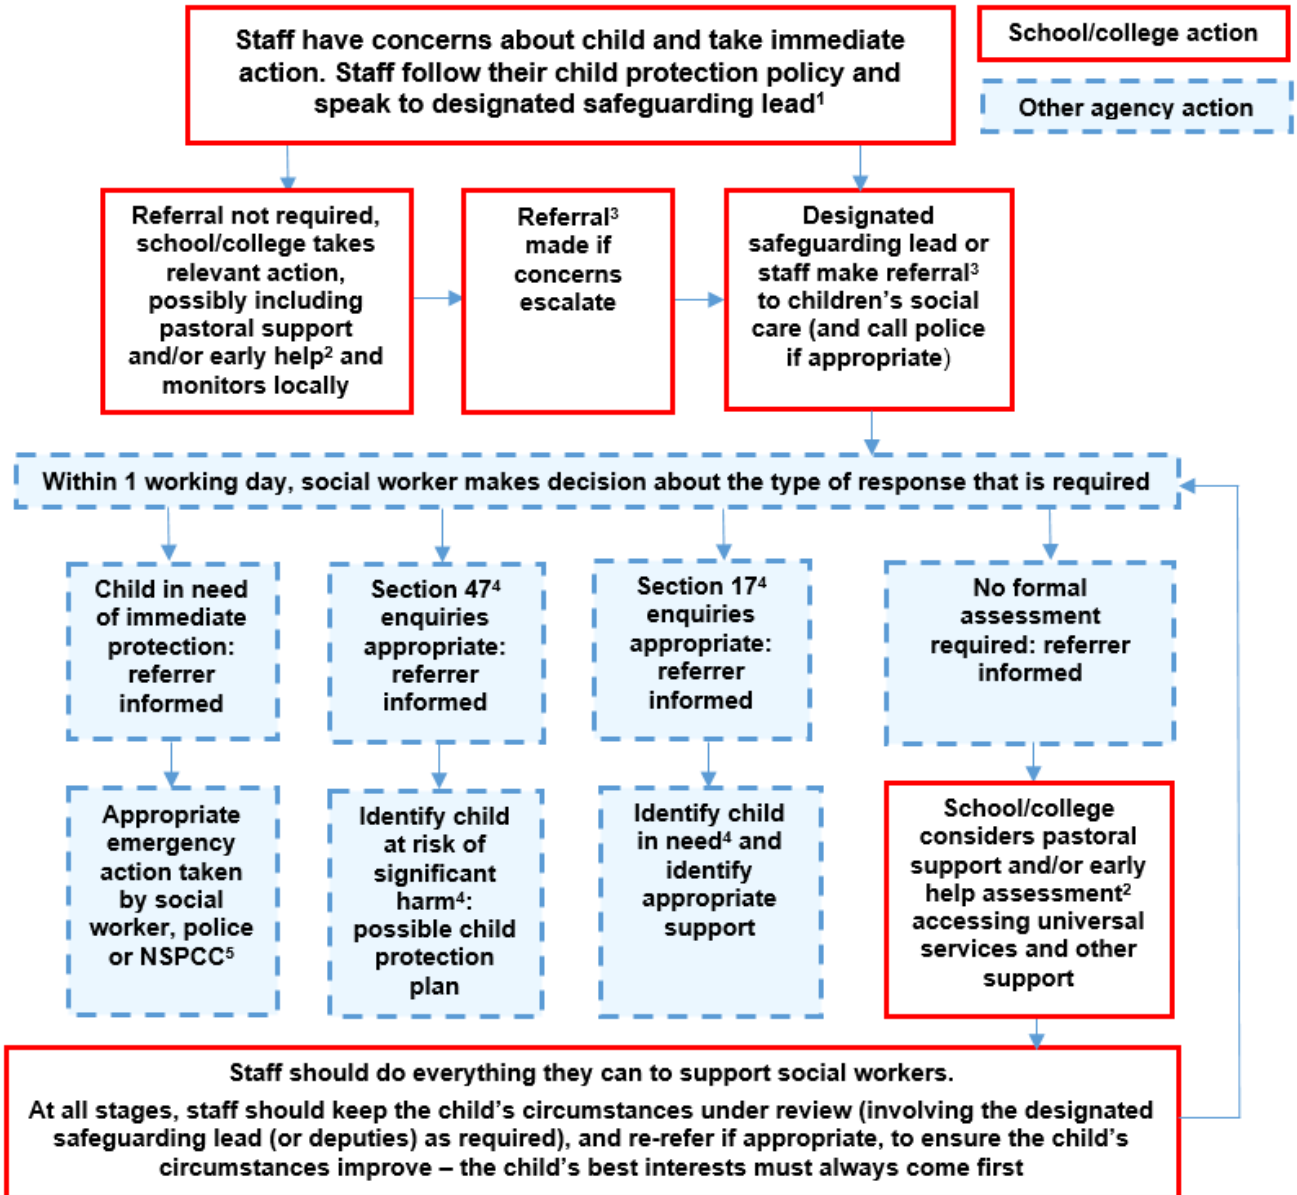 Staff have concerns about child and take immediate
action. Staff follow their child protection policy and
speak to designated safeguarding lead¹
School/college action
Other agency action
Referral not required,
school/college takes
relevant action,
possibly including
pastoral support
and/or early help² and
monitors locally
Referral³
made if
concerns
escalate
Designated
safeguarding lead or
staff make referral³
to children’s social
care (and call police
if appropriate)
Within 1 working day, social worker makes decision about the type of response that is required
Child in need
of immediate
protection:
referrer
informed
Section 47⁴
enquiries
appropriate:
referrer
informed
Section 17⁴
enquiries
appropriate:
referrer
informed
No formal
assessment
required: referrer
informed
Appropriate
emergency
action taken
by social
worker, police
or NSPCC⁵
Identify child
at risk of
significant
harm⁴:
possible child
protection
plan
Identify child
in need⁴ and
identify
appropriate
support
School/college
considers pastoral
support and/or early
help assessment²
accessing universal
services and other
support
Staff should do everything they can to support social workers.
At all stages, staff should keep the child’s circumstances under review (involving the designated
safeguarding lead (or deputies) as required), and re-refer if appropriate, to ensure the child’s
circumstances improve – the child’s best interests must always come first